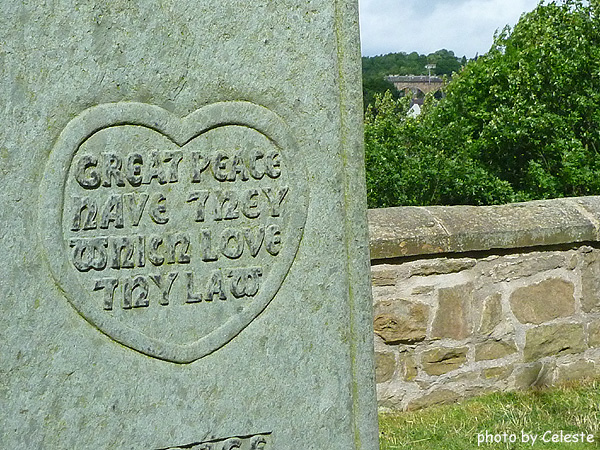 GREAT PEACE
HAVE THEY
WHICH LOVE
THY LAW
photo by Celeste